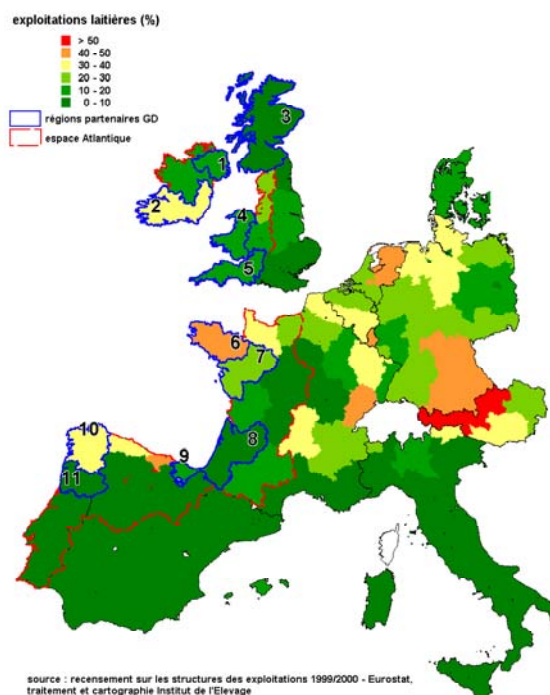 exploitations laitières (%)
> 50
40 - 50
30 - 40
20 - 30
10 - 20
0 - 10
régions partenaires GD
espace Atlantique
3
1
2
4
5
6
7
10
9
8
11
source : recensement sur les structures des exploitations 1999/2000 - Eurostat,
traitement et cartographie Institut de l'Elevage